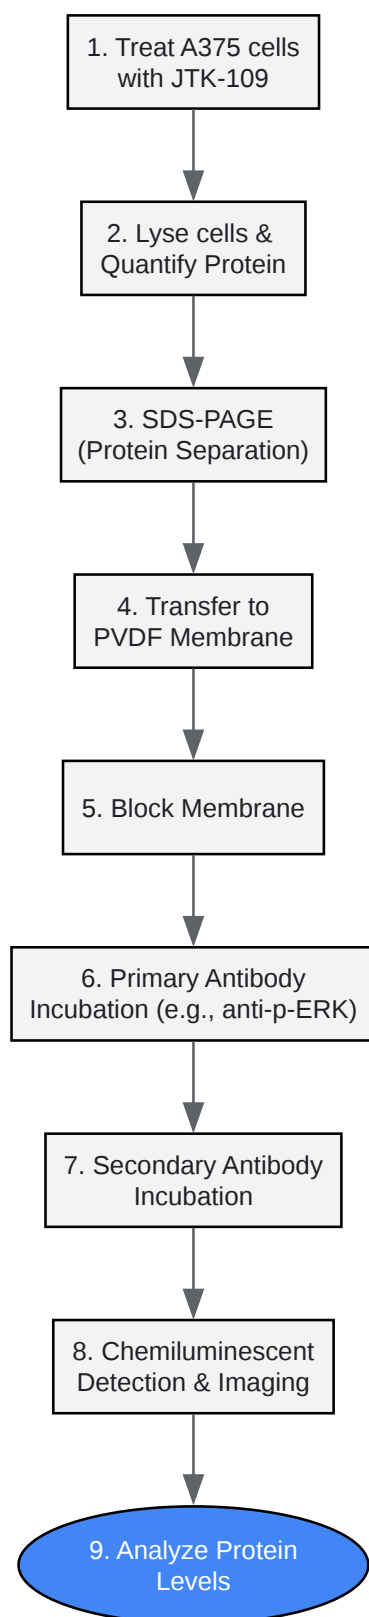 1. Treat A375 cells
with JTK-109
2. Lyse cells &
Quantify Protein
3. SDS-PAGE
(Protein Separation)
4. Transfer to
PVDF Membrane
5. Block Membrane
6. Primary Antibody
Incubation (e.g., anti-p-ERK)
7. Secondary Antibody
Incubation
8. Chemiluminescent
Detection & Imaging
9. Analyze Protein
Levels